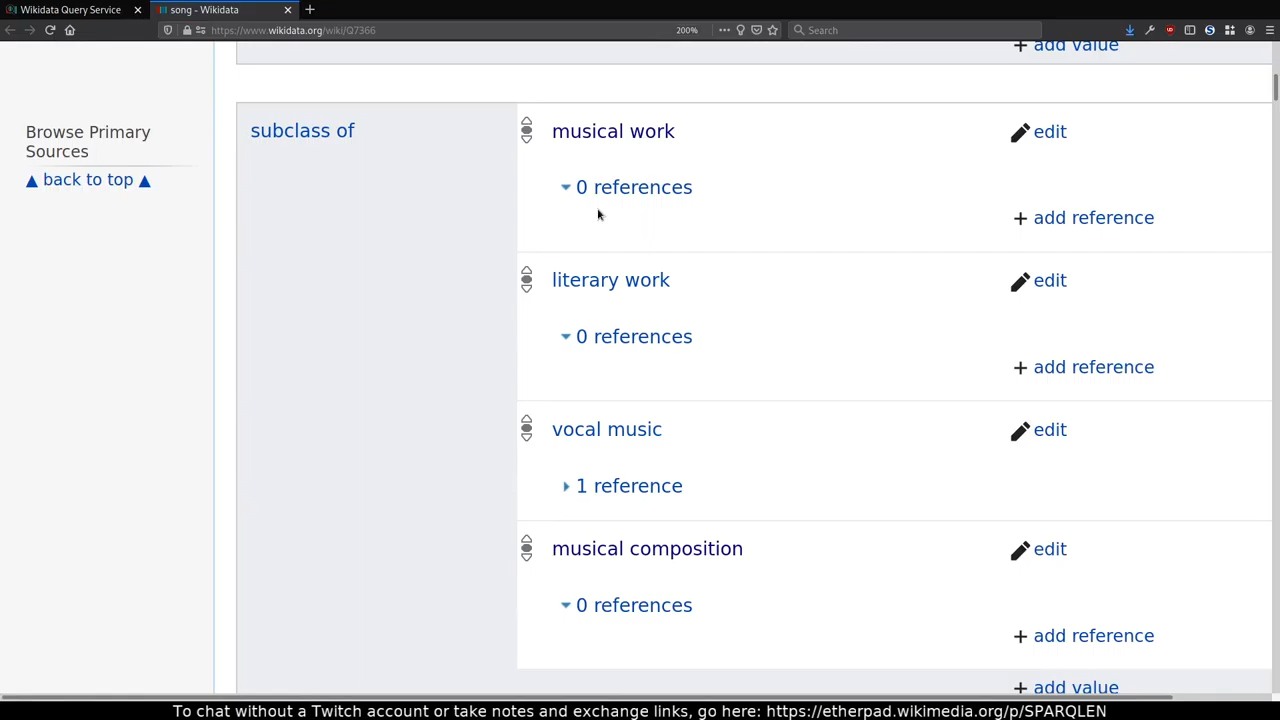 Wikidata Query Service
song - Wikidata
https://www.wikidata.org/wiki/Q7366
200%
Search
+ add value
Browse Primary
Sources
▲ back to top ▲
subclass of
musical work
edit
0 references
+ add reference
literary work
edit
0 references
+ add reference
vocal music
edit
1 reference
musical composition
edit
0 references
+ add reference
+ add value
To chat without a Twitch account or take notes and exchange links, go here: https://etherpad.wikimedia.org/p/SPARQLEN